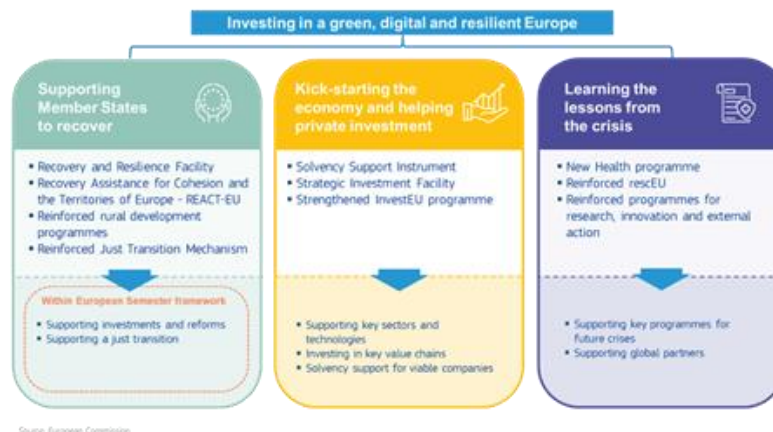 Investing in a green, digital and resilient Europe
Supporting
Member States
to recover
▪ Recovery and Resilience Facility
▪ Recovery Assistance for Cohesion and
the Territories of Europe - REACT-EU
▪ Reinforced rural development
programmes
▪ Reinforced Just Transition Mechanism
Within European Semester framework
▪ Supporting investments and reforms
▪ Supporting a just transition
Kick-starting the
economy and helping
private investment
▪ Solvency Support Instrument
▪ Strategic Investment Facility
▪ Strengthened InvestEU programme
▪ Supporting key sectors and
technologies
▪ Investing in key value chains
▪ Solvency support for viable companies
Learning the
lessons from
the crisis
▪ New Health programme
▪ Reinforced rescEU
▪ Reinforced programmes for
research, innovation and external
action
▪ Supporting key programmes for
future crises
▪ Supporting global partners
Source: European Commission